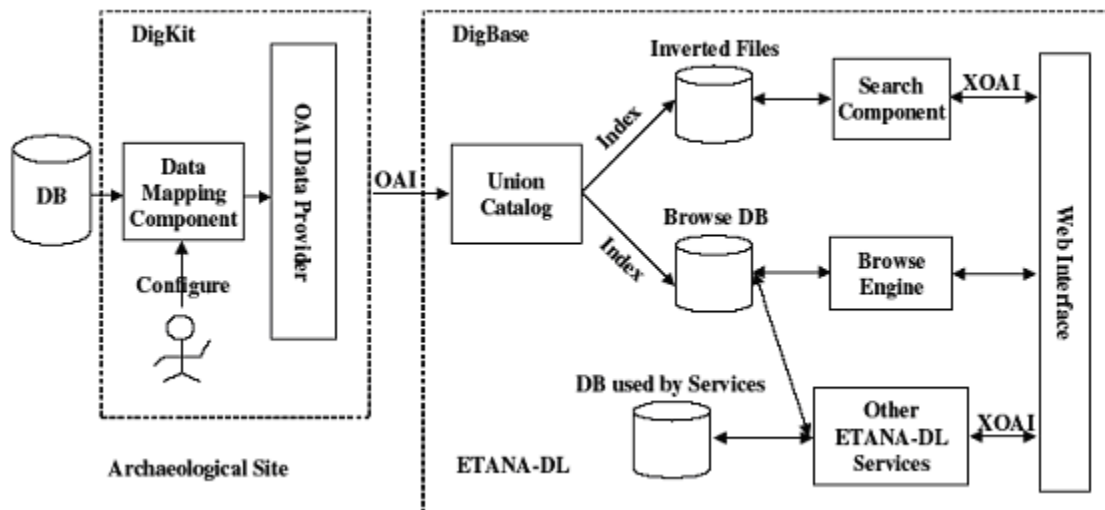 DigKit
DigBase
DB
Data
Mapping
Component
Configure
OAI Data Provider
Archaeological Site
OAI
Union
Catalog
Index
Index
Inverted Files
Search
Component
XOAI
Browse DB
Browse
Engine
DB used by Services
Other
ETANA-DL
Services
XOAI
Web Interface
ETANA-DL